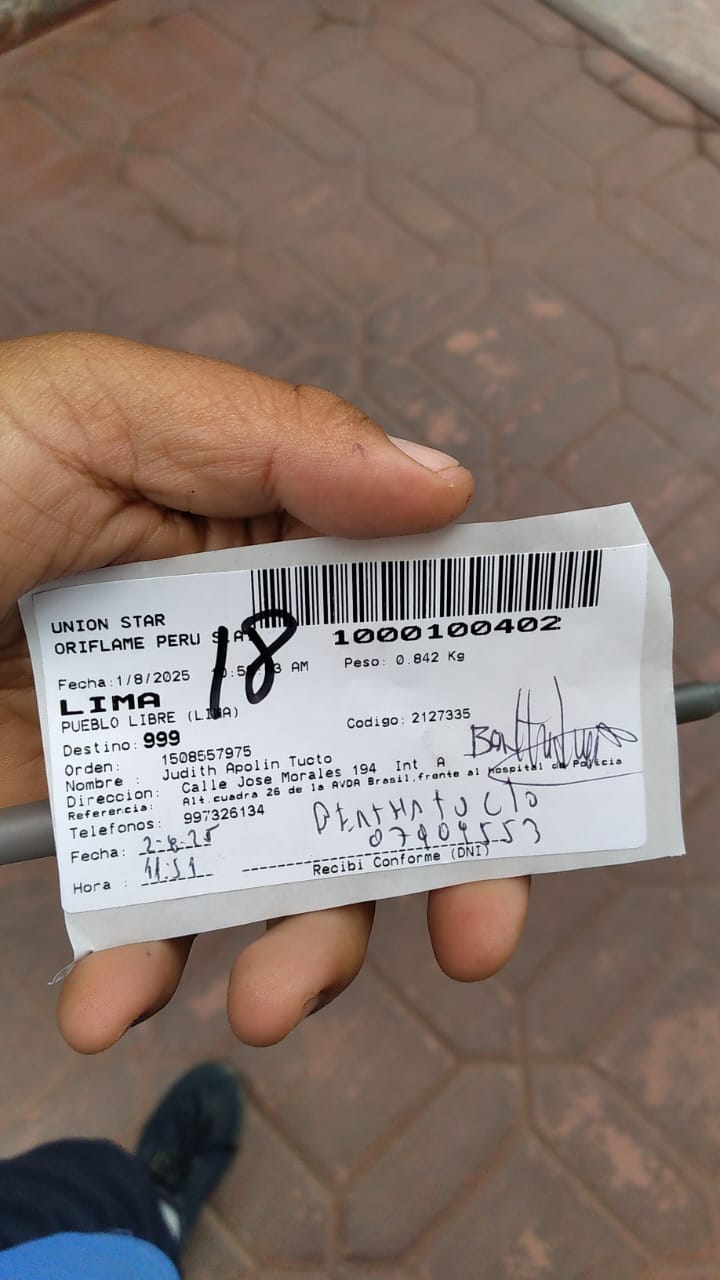 UNION STAR
ORIFLAME PERU S A
1000100402
18
Fecha:1/8/2025 AM Peso: 0.842 Kg
LIMA
PUEBLO LIBRE (LIMA)
Destino: 999 Codigo: 2127335
Orden: 1508557975
Nombre : Judith Apolin Tucto
Direccion: Calle Jose Morales 194 Int A
Referencia: Alt.cuadra 26 de la AVDA Brasil,frente al hospital de Policia
Telefonos: 997326134
Fecha: 2-8-25
Hora : 11:51
Recibi Conforme (DNI)